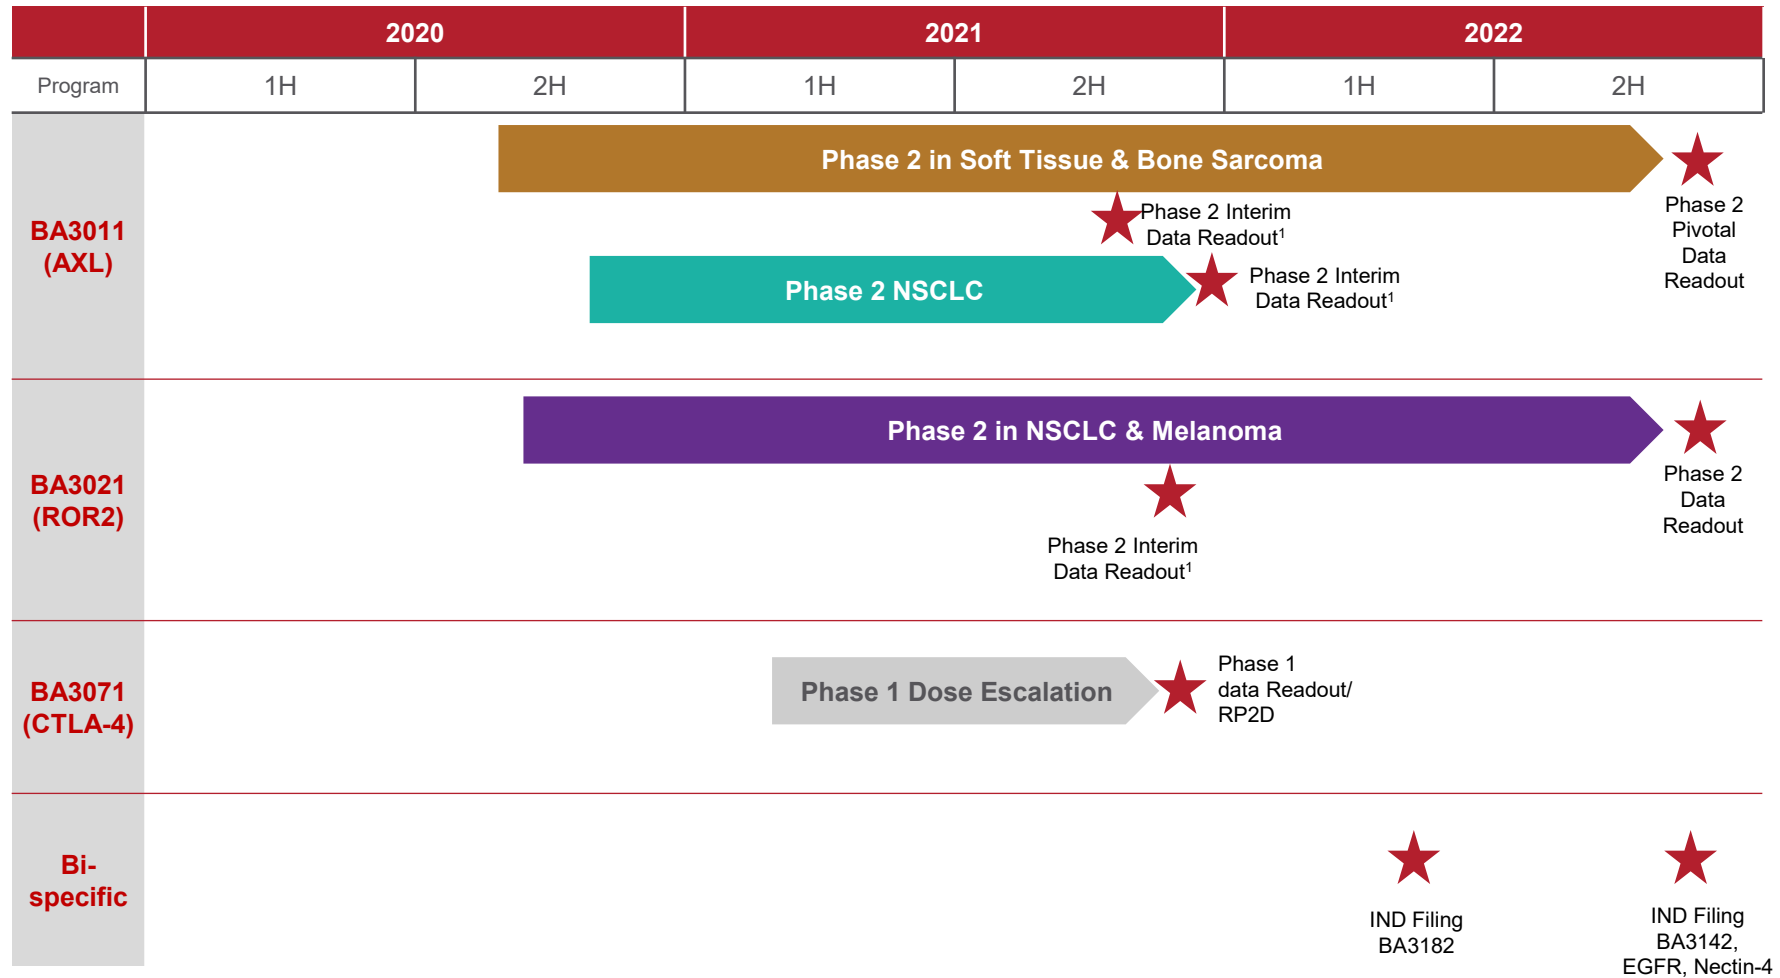 2020
2021
2022
Program
1H
2H
1H
2H
1H
2H
BA3011
(AXL)
Phase 2 in Soft Tissue & Bone Sarcoma
Phase 2
Pivotal
Data
Readout
Phase 2 Interim
Data Readout¹
Phase 2 NSCLC
Phase 2 Interim
Data Readout¹
BA3021
(ROR2)
Phase 2 in NSCLC & Melanoma
Phase 2
Data
Readout
Phase 2 Interim
Data Readout¹
BA3071
(CTLA-4)
Phase 1 Dose Escalation
Phase 1
data Readout/
RP2D
Bi-
specific
IND Filing
BA3182
IND Filing
BA3142,
EGFR, Nectin-4